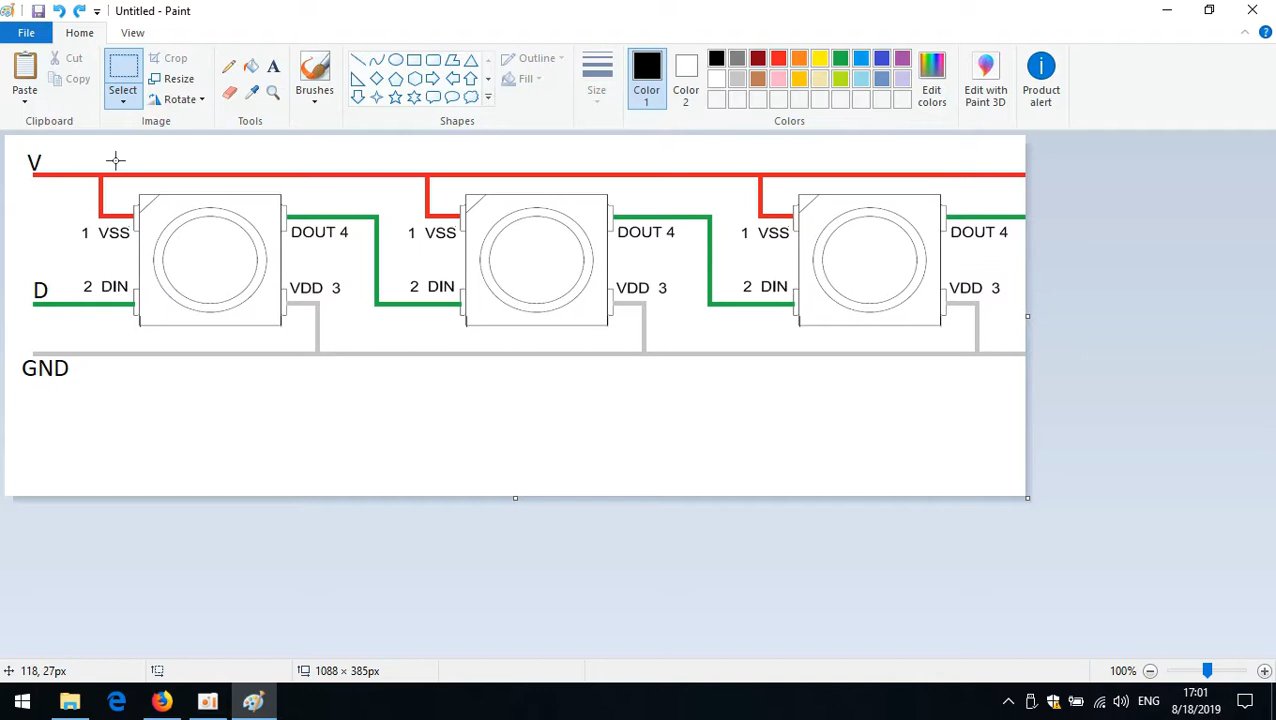 Untitled - Paint
File Home View
Paste
Cut
Copy
Clipboard
Select
Crop
Resize
Rotate
Image
A
Tools
Brushes
Shapes
Outline
Fill
Size
Color 1
Color 2
Edit colors
Colors
Edit with Paint 3D
Product alert
V
1 VSS DOUT 4 1 VSS DOUT 4 1 VSS DOUT 4
D 2 DIN VDD 3 2 DIN VDD 3 2 DIN VDD 3
GND
118, 27px 1088 × 385px 100%
ENG 17:01
8/18/2019